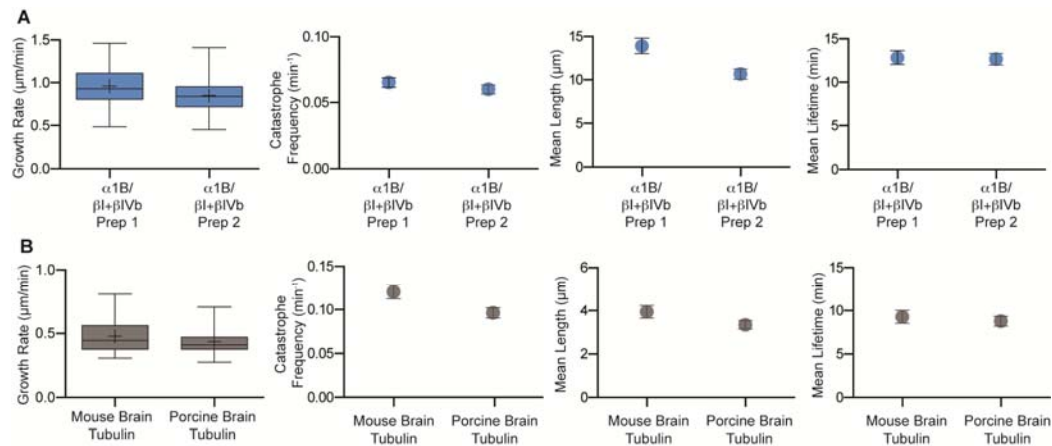 A
Growth Rate (μm/min)
1.5
1.0
0.5
0.0
α1B/
βI+βIVb
Prep 1
α1B/
βI+βIVb
Prep 2
Catastrophe
Frequency (min⁻¹)
0.10
0.05
0.00
α1B/
βI+βIVb
Prep 1
α1B/
βI+βIVb
Prep 2
Mean Length (μm)
15
10
5
0
α1B/
βI+βIVb
Prep 1
α1B/
βI+βIVb
Prep 2
Mean Lifetime (min)
15
10
5
0
α1B/
βI+βIVb
Prep 1
α1B/
βI+βIVb
Prep 2
B
Growth Rate (μm/min)
1.0
0.5
0.0
Mouse Brain
Tubulin
Porcine Brain
Tubulin
Catastrophe
Frequency (min⁻¹)
0.15
0.10
0.05
0.00
Mouse Brain
Tubulin
Porcine Brain
Tubulin
Mean Length (μm)
6
4
2
0
Mouse Brain
Tubulin
Porcine Brain
Tubulin
Mean Lifetime (min)
15
10
5
0
Mouse Brain
Tubulin
Porcine Brain
Tubulin